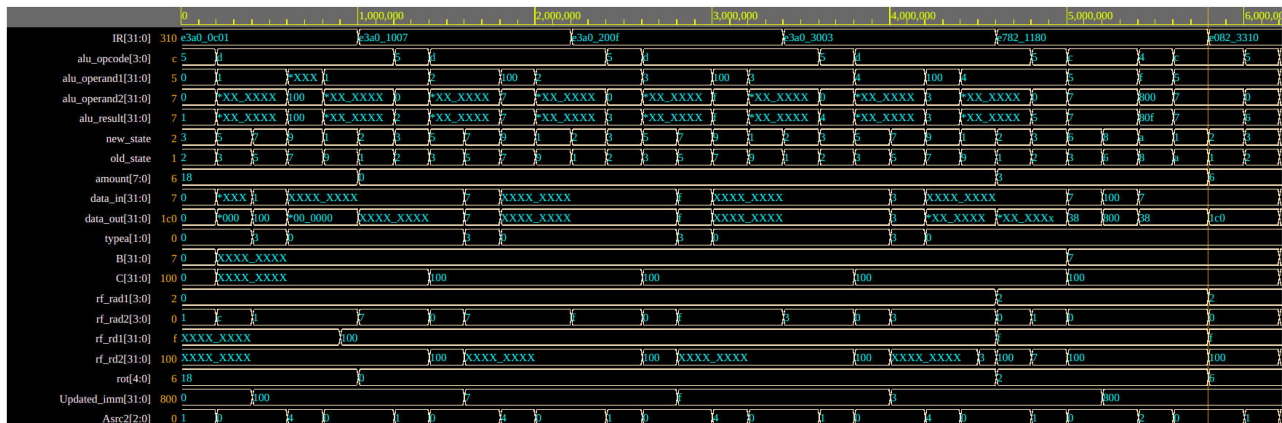 0 1,000,000 2,000,000 3,000,000 4,000,000 5,000,000 6,000,0
IR[31:0] 310 e3a0_0c01 e3a0_1007 e3a0_200f e3a0_3003 e782_1180 e082_3310
alu_opcode[3:0] c 5 d 5 d 5 d 5 d 5 c 4 c 5
alu_operand1[31:0] 5 0 1 *XXX 1 2 100 2 3 100 3 4 100 4 5 f 5
alu_operand2[31:0] 7 0 *XX_XXXX 100 *XX_XXXX 0 *XX_XXXX 7 *XX_XXXX 0 *XX_XXXX f *XX_XXXX 0 *XX_XXXX 3 *XX_XXXX 0 7 800 7 0
alu_result[31:0] 7 1 *XX_XXXX 100 *XX_XXXX 2 *XX_XXXX 7 *XX_XXXX 3 *XX_XXXX f *XX_XXXX 4 *XX_XXXX 3 *XX_XXXX 5 7 80f 7 6
new_state 2 3 5 7 9 1 2 3 5 7 9 1 2 3 5 7 9 1 2 3 5 7 9 1 2 3 6 8 a 1 2 3
old_state 1 2 3 5 7 9 1 2 3 5 7 9 1 2 3 5 7 9 1 2 3 5 7 9 1 2 3 6 8 a 1 2
amount[7:0] 6 18 0 3 6
data_in[31:0] 7 0 *XXX 1 XXXX_XXXX 7 XXXX_XXXX f XXXX_XXXX 3 XXXX_XXXX 7 100 7
data_out[31:0] 1c0 0 *000 100 *00_0000 XXXX_XXXX 7 XXXX_XXXX f XXXX_XXXX 3 *XX_XXXX *XX_XXXx 38 800 38 1c0
typea[1:0] 0 0 3 0 3 0 3 0 3 0
B[31:0] 7 0 XXXX_XXXX 7
C[31:0] 100 0 XXXX_XXXX 100 100 100 100
rf_rad1[3:0] 2 0 2 2
rf_rad2[3:0] 0 1 c 1 7 0 7 f 0 f 3 0 3 0 1 0 0
rf_rd1[31:0] f XXXX_XXXX 100 f f
rf_rd2[31:0] 100 XXXX_XXXX 100 XXXX_XXXX 100 XXXX_XXXX 100 XXXX_XXXX 3 100 7 100 100
rot[4:0] 6 18 0 2 6
Updated_imm[31:0] 800 0 100 7 f 3 800
Asrc2[2:0] 0 1 0 4 0 1 0 4 0 1 0 4 0 1 0 4 0 1 0 2 0 1